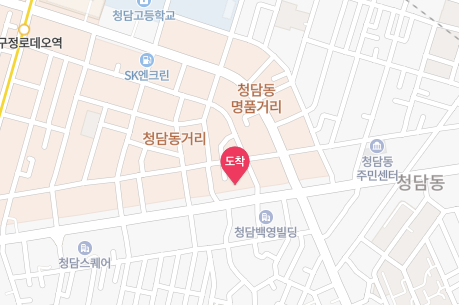 청담고등학교
구정로데오역
SK엔크린
청담동
명품거리
청담동거리
도착
청담동
주민센터
청담동
청담백영빌딩
청담스퀘어